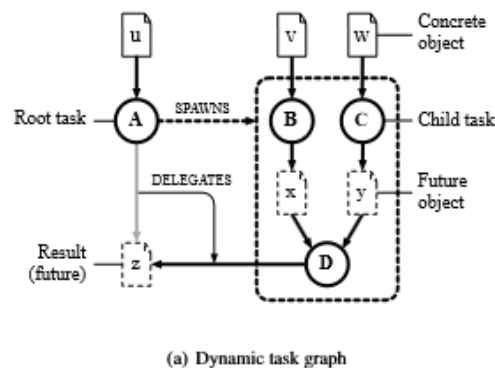 u
v
w
Concrete
object
Root task
A
SPAWNS
B
C
Child task
DELEGATES
x
y
Future
object
Result
(future)
z
D
(a) Dynamic task graph